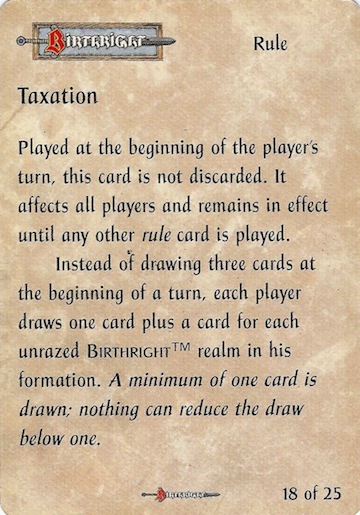 BIRTHRIGHT
Rule
Taxation
Played at the beginning of the player's
turn, this card is not discarded. It
affects all players and remains in effect
until any other rule card is played.
Instead of drawing three cards at
the beginning of a turn, each player
draws one card plus a card for each
unrazed BIRTHRIGHT™ realm in his
formation. A minimum of one card is
drawn; nothing can reduce the draw
below one.
BIRTHRIGHT
18 of 25